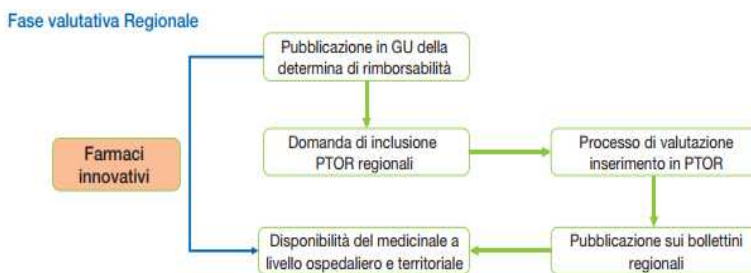 Fase valutativa Regionale
Pubblicazione in GU della
determina di rimborsabilità
Farmaci
innovativi
Domanda di inclusione
PTOR regionali
Processo di valutazione
inserimento in PTOR
Disponibilità del medicinale a
livello ospedaliero e territoriale
Pubblicazione sui bollettini
regionali